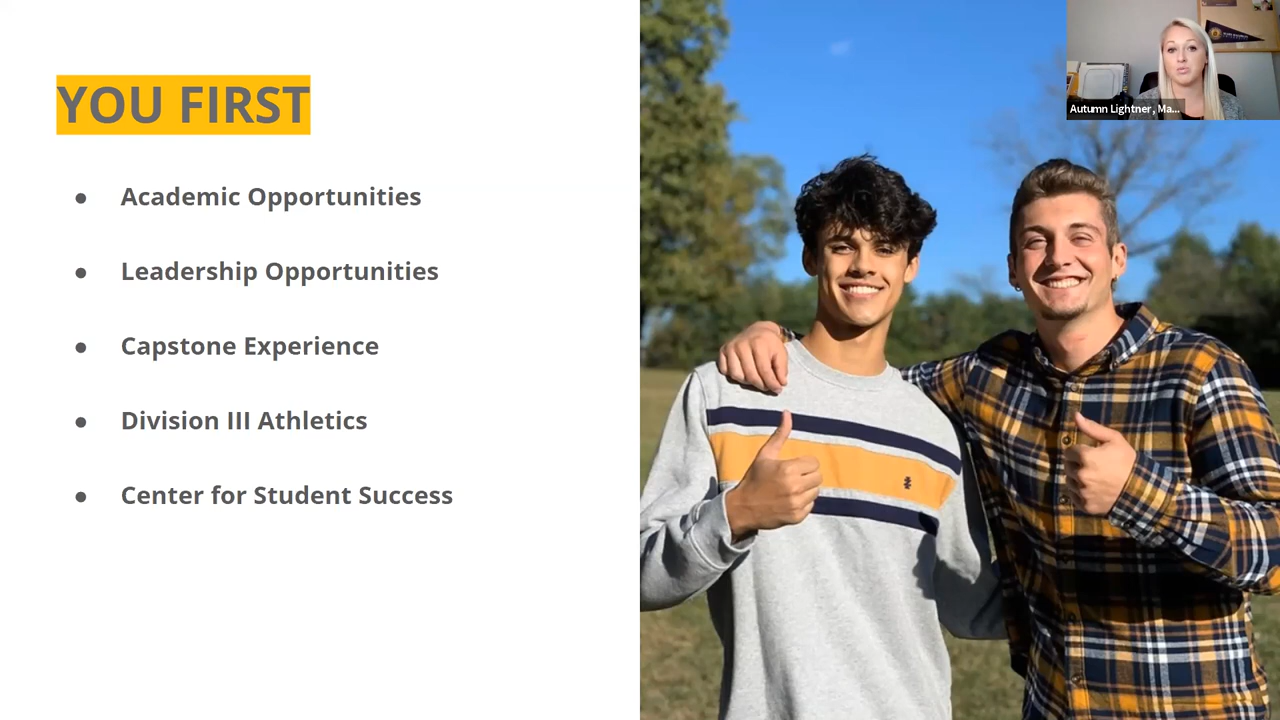 YOU FIRST
Autumn Lightner, Ma...
● Academic Opportunities
● Leadership Opportunities
● Capstone Experience
● Division III Athletics
● Center for Student Success